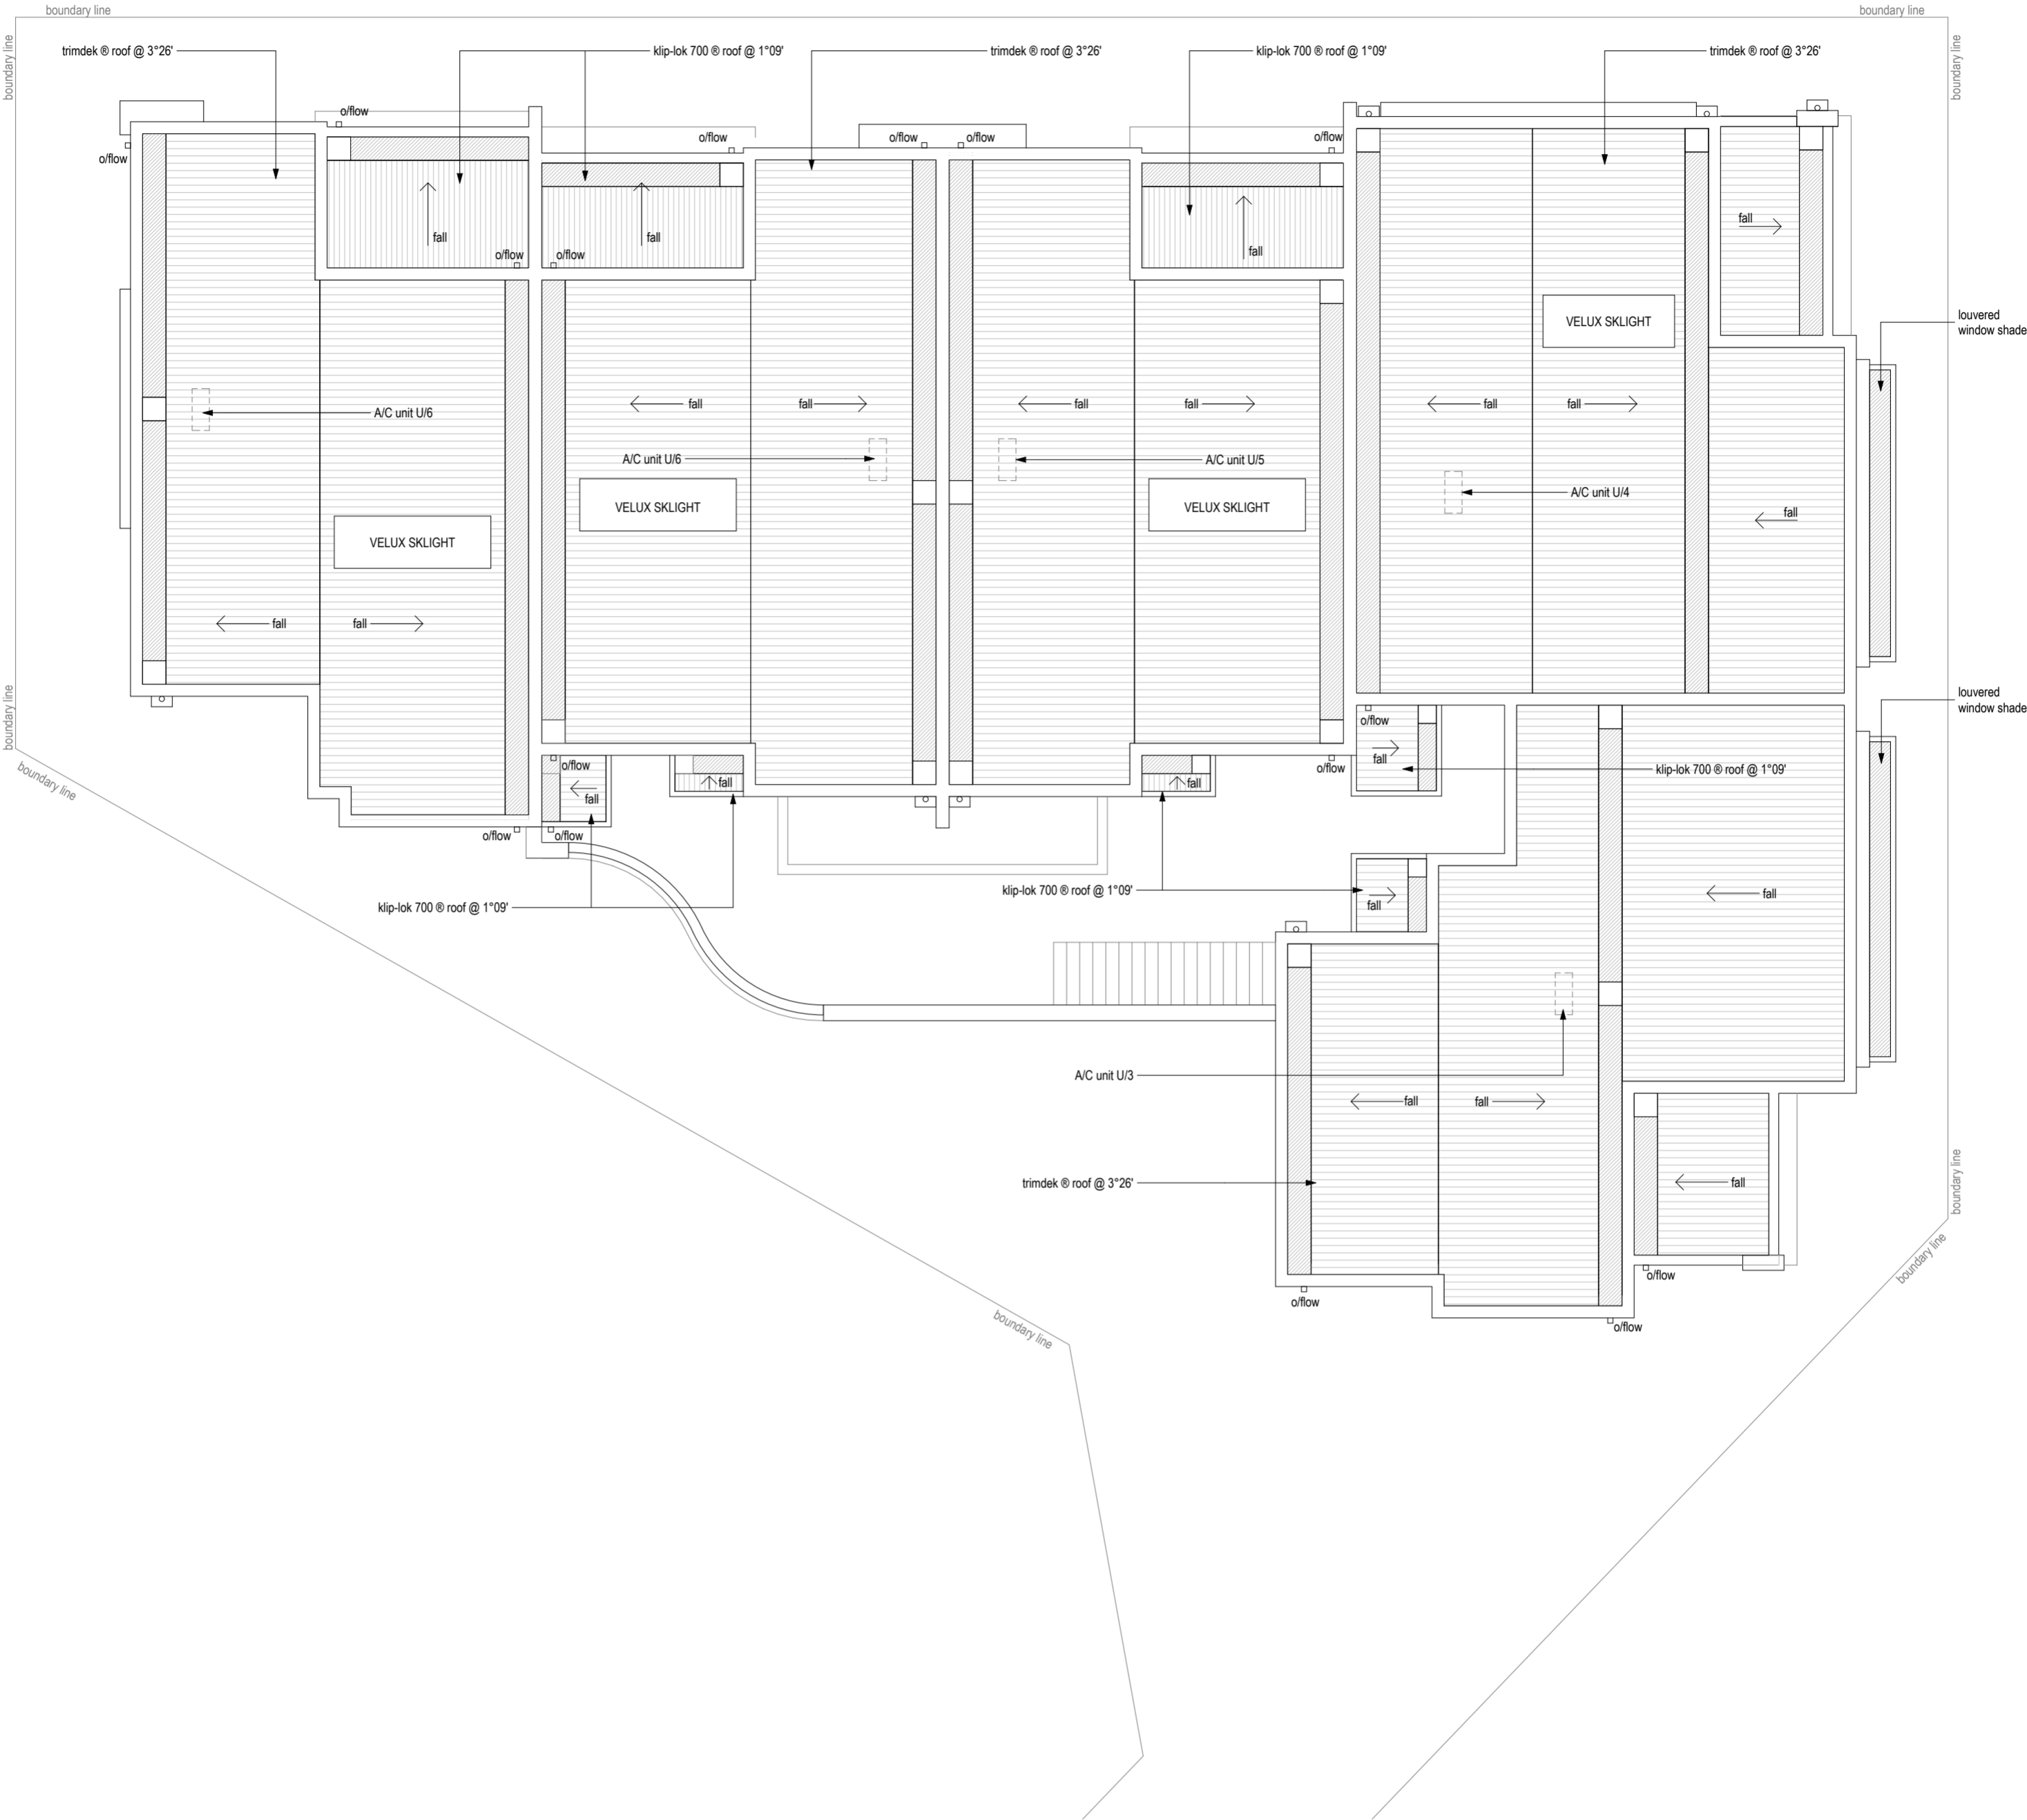 boundary line
boundary line
boundary line
boundary line
trimdek ® roof @ 3°26'
klip-lok 700 ® roof @ 1°09'
trimdek ® roof @ 3°26'
klip-lok 700 ® roof @ 1°09'
trimdek ® roof @ 3°26'
o/flow
o/flow
o/flow
o/flow
o/flow
o/flow
fall
fall
fall
fall
o/flow
o/flow
louvered
window shade
VELUX SKLIGHT
fall
fall
fall
fall
fall
fall
A/C unit U/6
A/C unit U/6
A/C unit U/5
A/C unit U/4
VELUX SKLIGHT
VELUX SKLIGHT
fall
VELUX SKLIGHT
fall
fall
boundary line
louvered
window shade
o/flow
fall
o/flow
o/flow
klip-lok 700 ® roof @ 1°09'
boundary line
fall
fall
fall
o/flow
o/flow
klip-lok 700 ® roof @ 1°09'
fall
fall
klip-lok 700 ® roof @ 1°09'
A/C unit U/3
fall
fall
trimdek ® roof @ 3°26'
fall
boundary line
boundary line
o/flow
o/flow
o/flow
boundary line